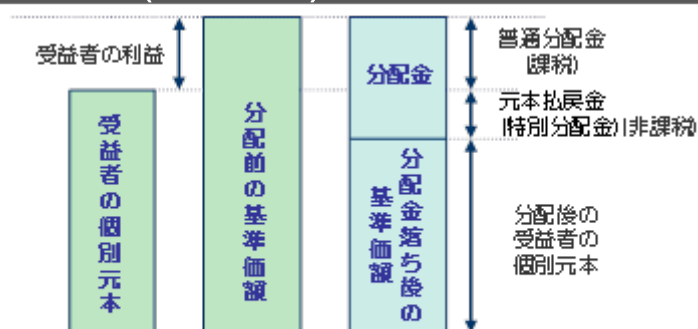 受益者の利益
受益者の個別元本
分配前の基準価額
分配金
分配金落ち後の
基準価額
普通分配金
(課税)
元本払戻金
(特別分配金)(非課税)
分配後の
受益者の
個別元本